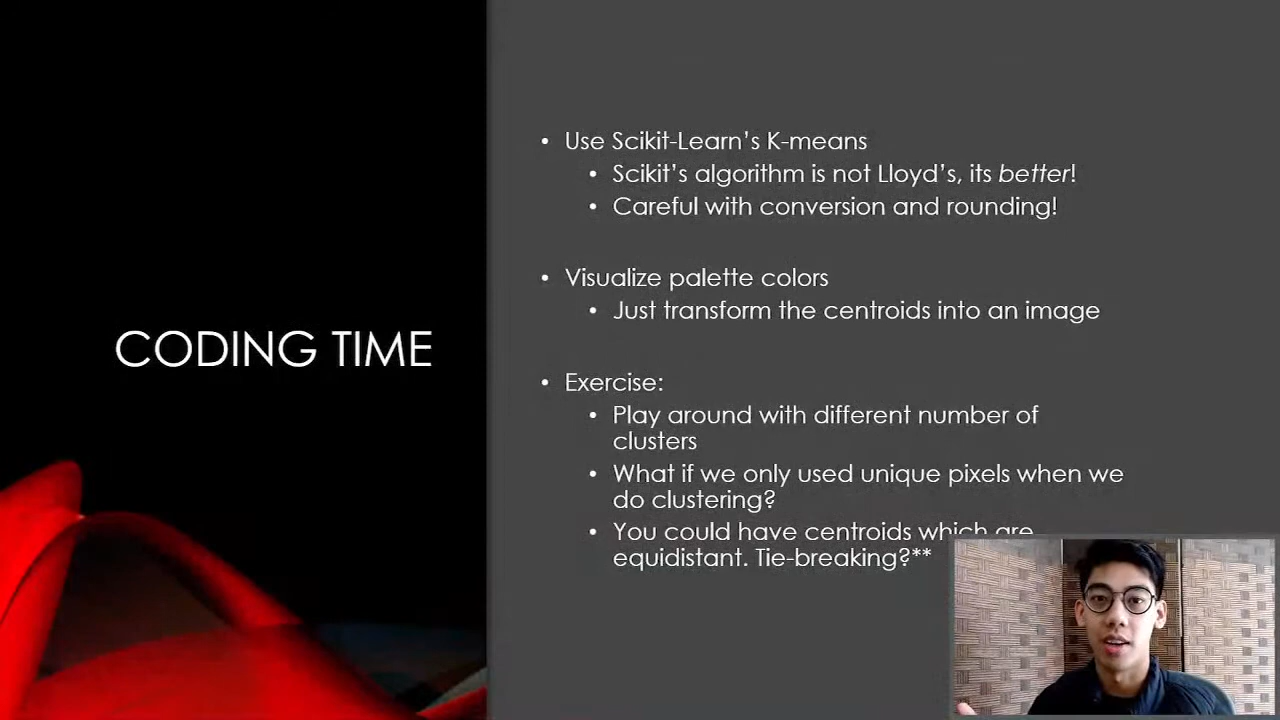 CODING TIME
• Use Scikit-Learn's K-means
• Scikit's algorithm is not Lloyd's, its better!
• Careful with conversion and rounding!
• Visualize palette colors
• Just transform the centroids into an image
• Exercise:
• Play around with different number of
clusters
• What if we only used unique pixels when we
do clustering?
• You could have centroids which are
equidistant. Tie-breaking?**